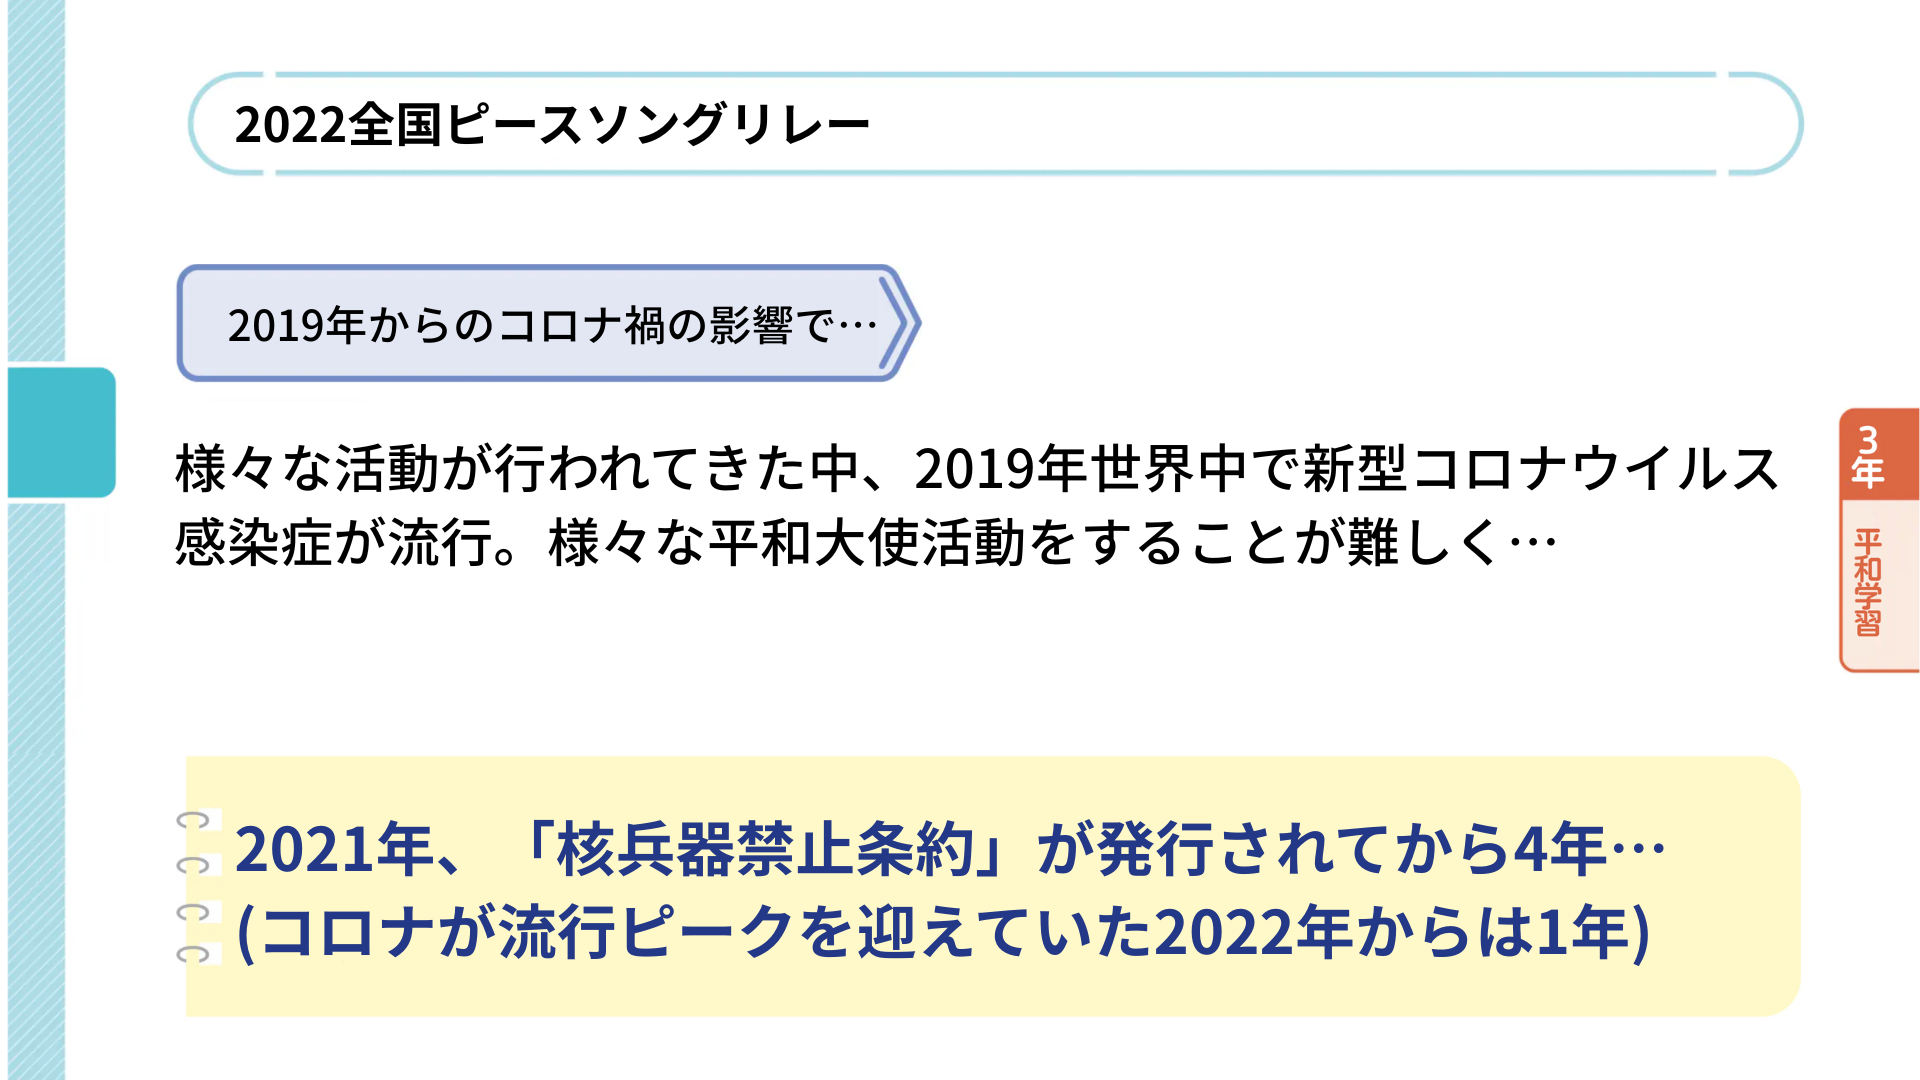 2022全国ピースソングリレー
2019年からのコロナ禍の影響で…
様々な活動が行われてきた中、2019年世界中で新型コロナウイルス
感染症が流行。様々な平和大使活動をすることが難しく…
2021年、「核兵器禁止条約」が発行されてから4年…
(コロナが流行ピークを迎えていた2022年からは1年)
3年
平和学習